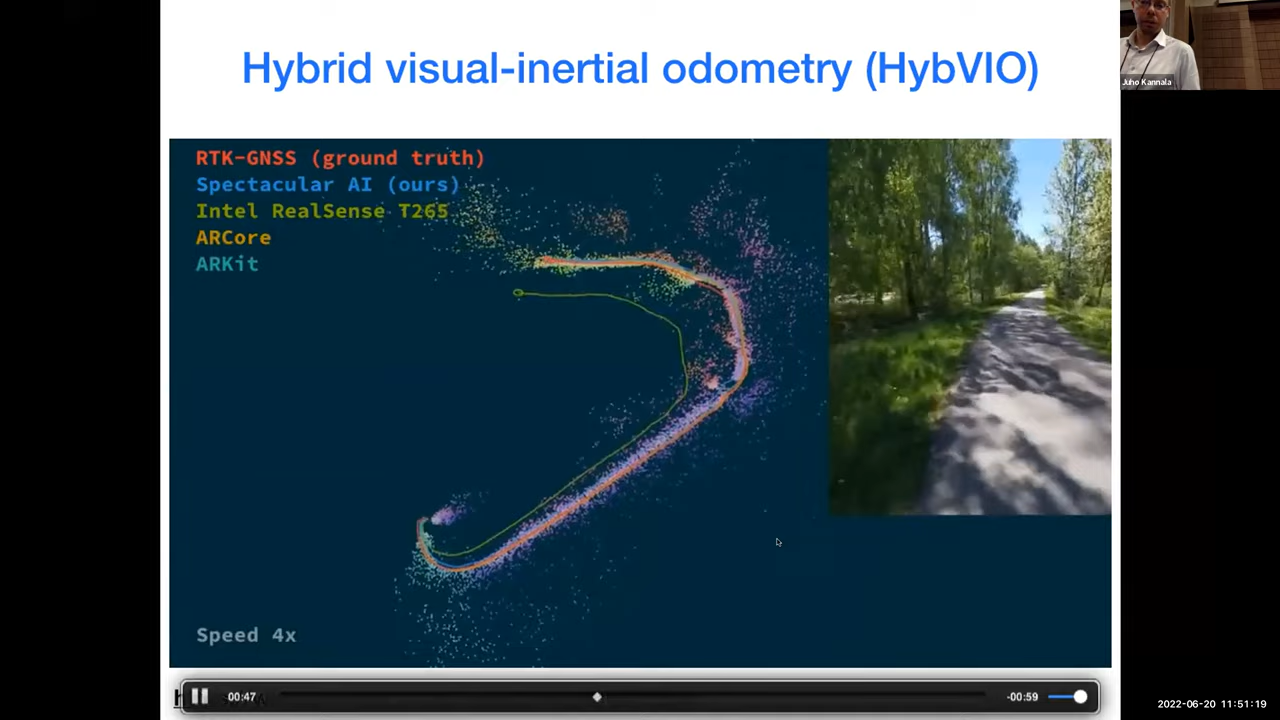 Hybrid visual-inertial odometry (HybVIO)
RTK-GNSS (ground truth)
Spectacular AI (ours)
Intel RealSense T265
ARCore
ARKit
Speed 4x
00:47
-00:59
Juho Kannala
2022-06-20 11:51:19